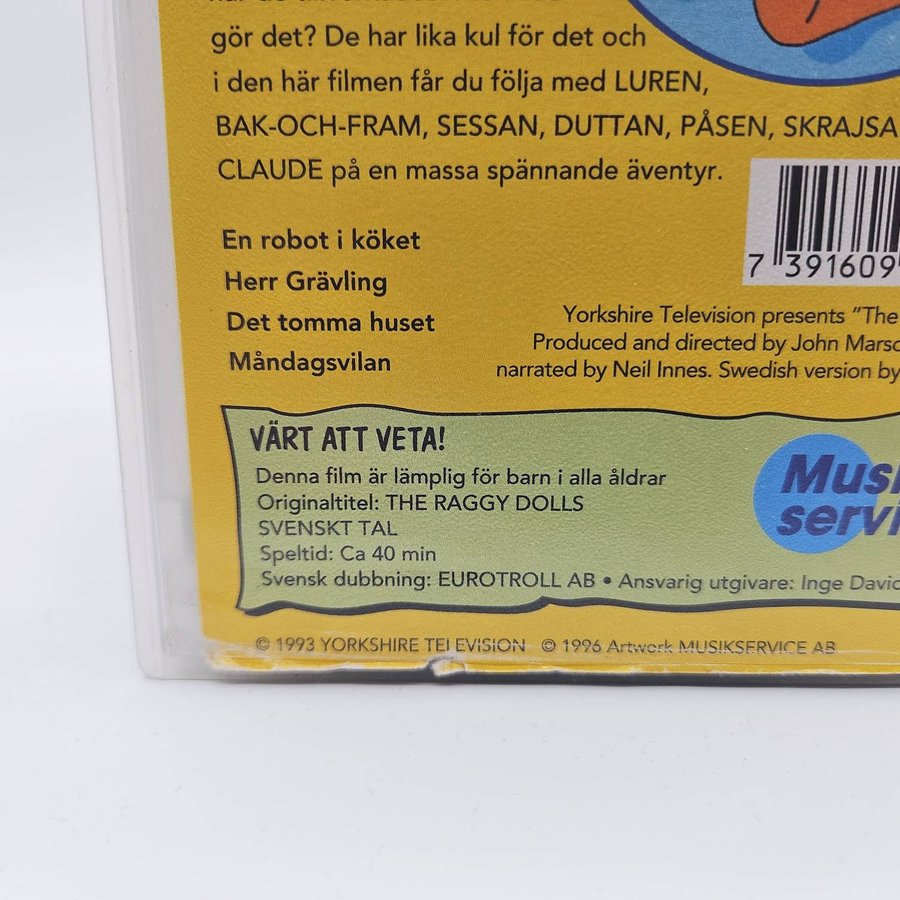 gör det? De har lika kul för det och
i den här filmen får du följa med LUREN,
BAK-OCH-FRAM, SESSAN, DUTTAN, PÅSEN, SKRAJSA
CLAUDE på en massa spännande äventyr.
En robot i köket
Herr Grävling
Det tomma huset
Måndagsvilan
7 391609
Yorkshire Television presents "The
Produced and directed by John
narrated by Neil Innes. Swedish version by
VÄRT ATT VETA!
Denna film är lämplig för barn i alla åldrar
Originaltitel: THE RAGGY DOLLS
SVENSKT TAL
Speltid: Ca 40 min
Svensk dubbning: EUROTROLL AB • Ansvarig utgivare: Inge
© 1993 YORKSHIRE TELEVISION © 1996 Artwork MUSIKSERVICE AB